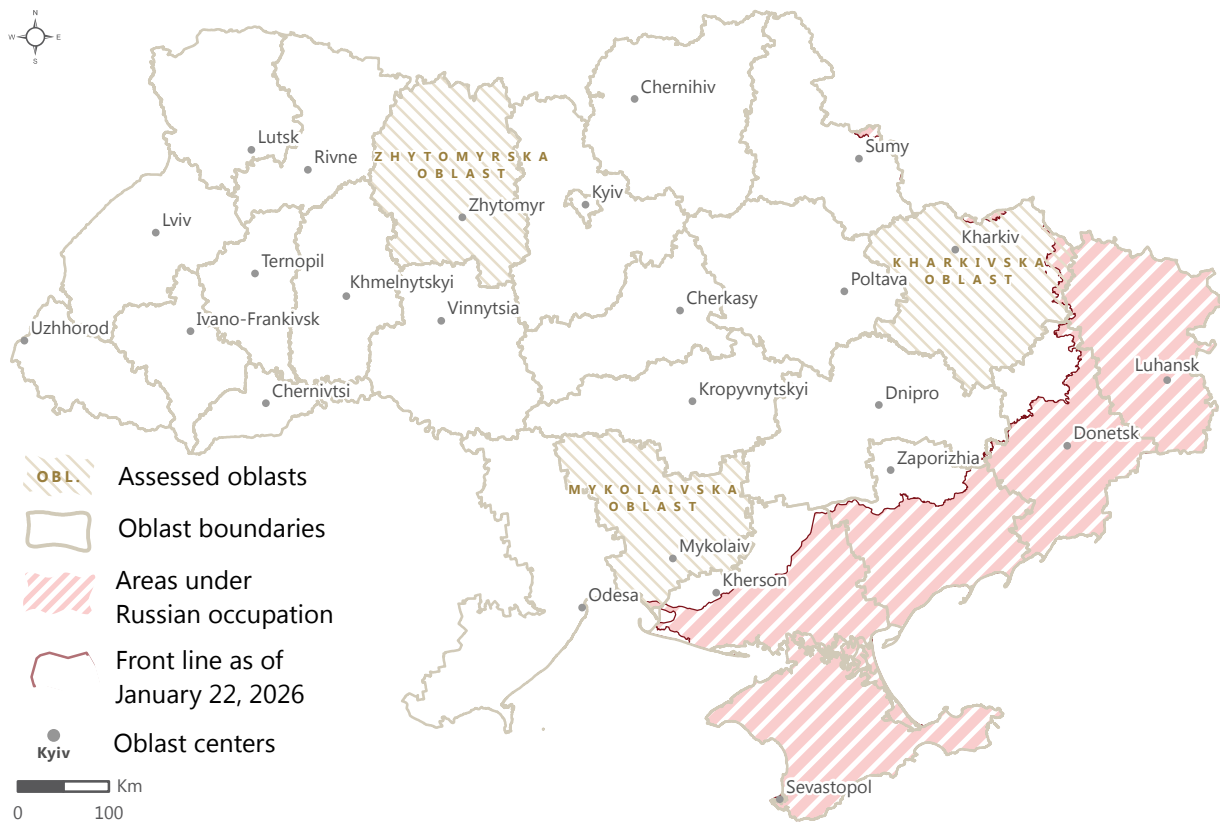 N
W E
S
Chernihiv
Lutsk
Rivne
ZHYTOMYRSKA
OBLAST
Sumy
Zhytomyr
Kyiv
Lviv
Kharkiv
KHARKIVSKA
OBLAST
Ternopil
Khmelnytskyi
Poltava
Vinnytsia
Cherkasy
Uzhhorod
Ivano-Frankivsk
Luhansk
Chernivtsi
Kropyvnytskyi
Dnipro
Donetsk
Zaporizhia
MYKOLAIVSKA
OBLAST
Mykolaiv
Kherson
Odesa
Sevastopol
OBL.
Assessed oblasts
Oblast boundaries
Areas under
Russian occupation
Front line as of
January 22, 2026
Kyiv
Oblast centers
Km
0 100